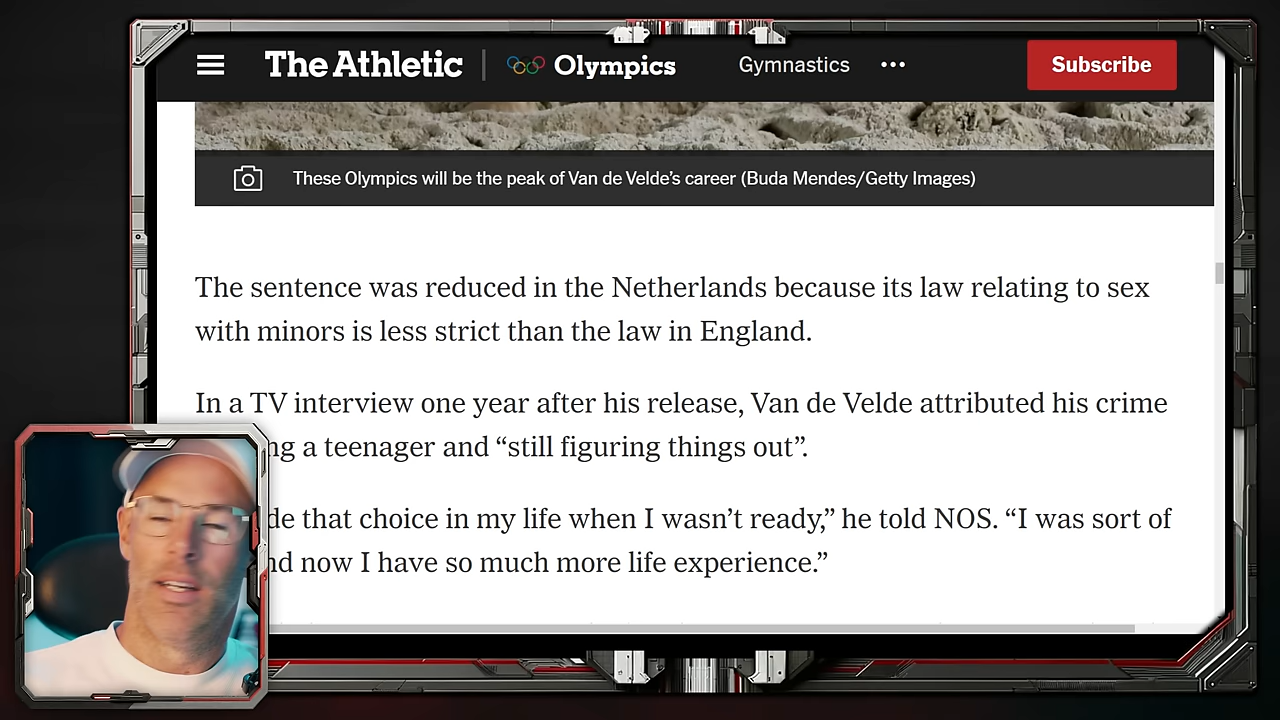 The Athletic
Olympics
Gymnastics
Subscribe
These Olympics will be the peak of Van de Velde's career (Buda Mendes/Getty Images)
The sentence was reduced in the Netherlands because its law relating to sex
with minors is less strict than the law in England.
In a TV interview one year after his release, Van de Velde attributed his crime
ng a teenager and “still figuring things out”.
de that choice in my life when I wasn't ready,” he told NOS. “I was sort of
nd now I have so much more life experience.”